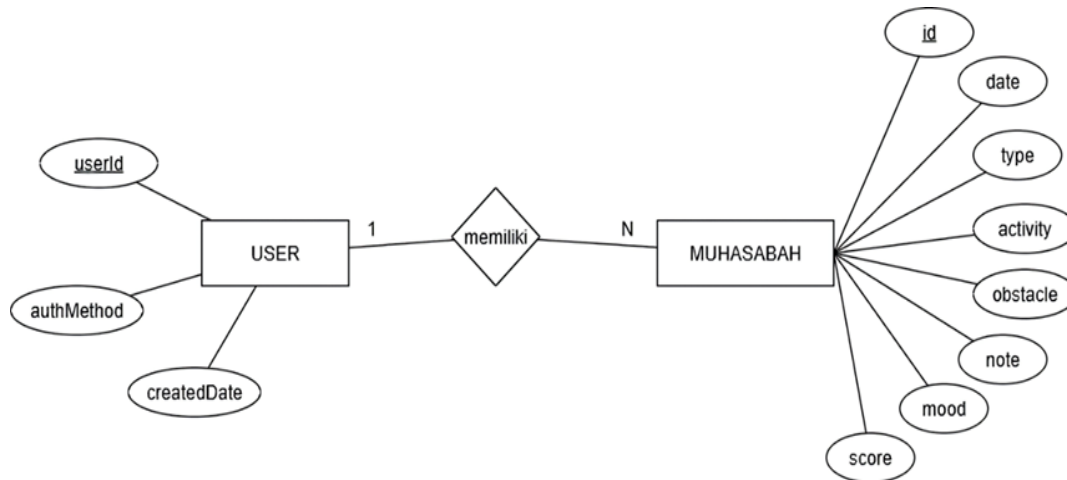 id
date
userId
type
1
memiliki
N
activity
USER
MUHASABAH
obstacle
authMethod
note
createdDate
mood
score